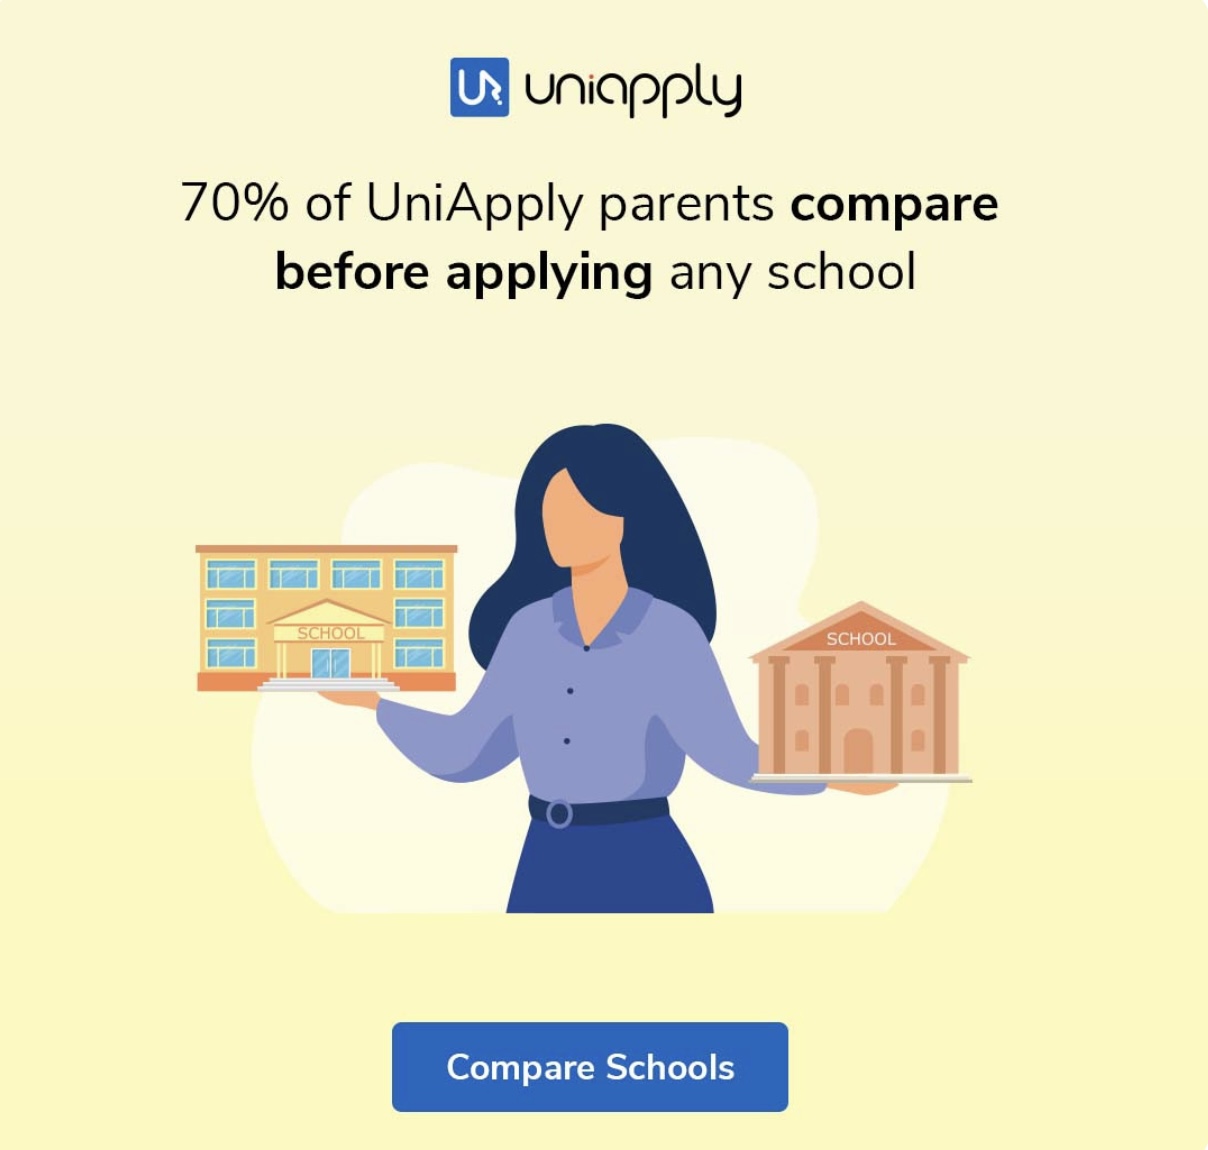 uniapply
70% of UniApply parents compare
before applying any school
SCHOOL
SCHOOL
Compare Schools